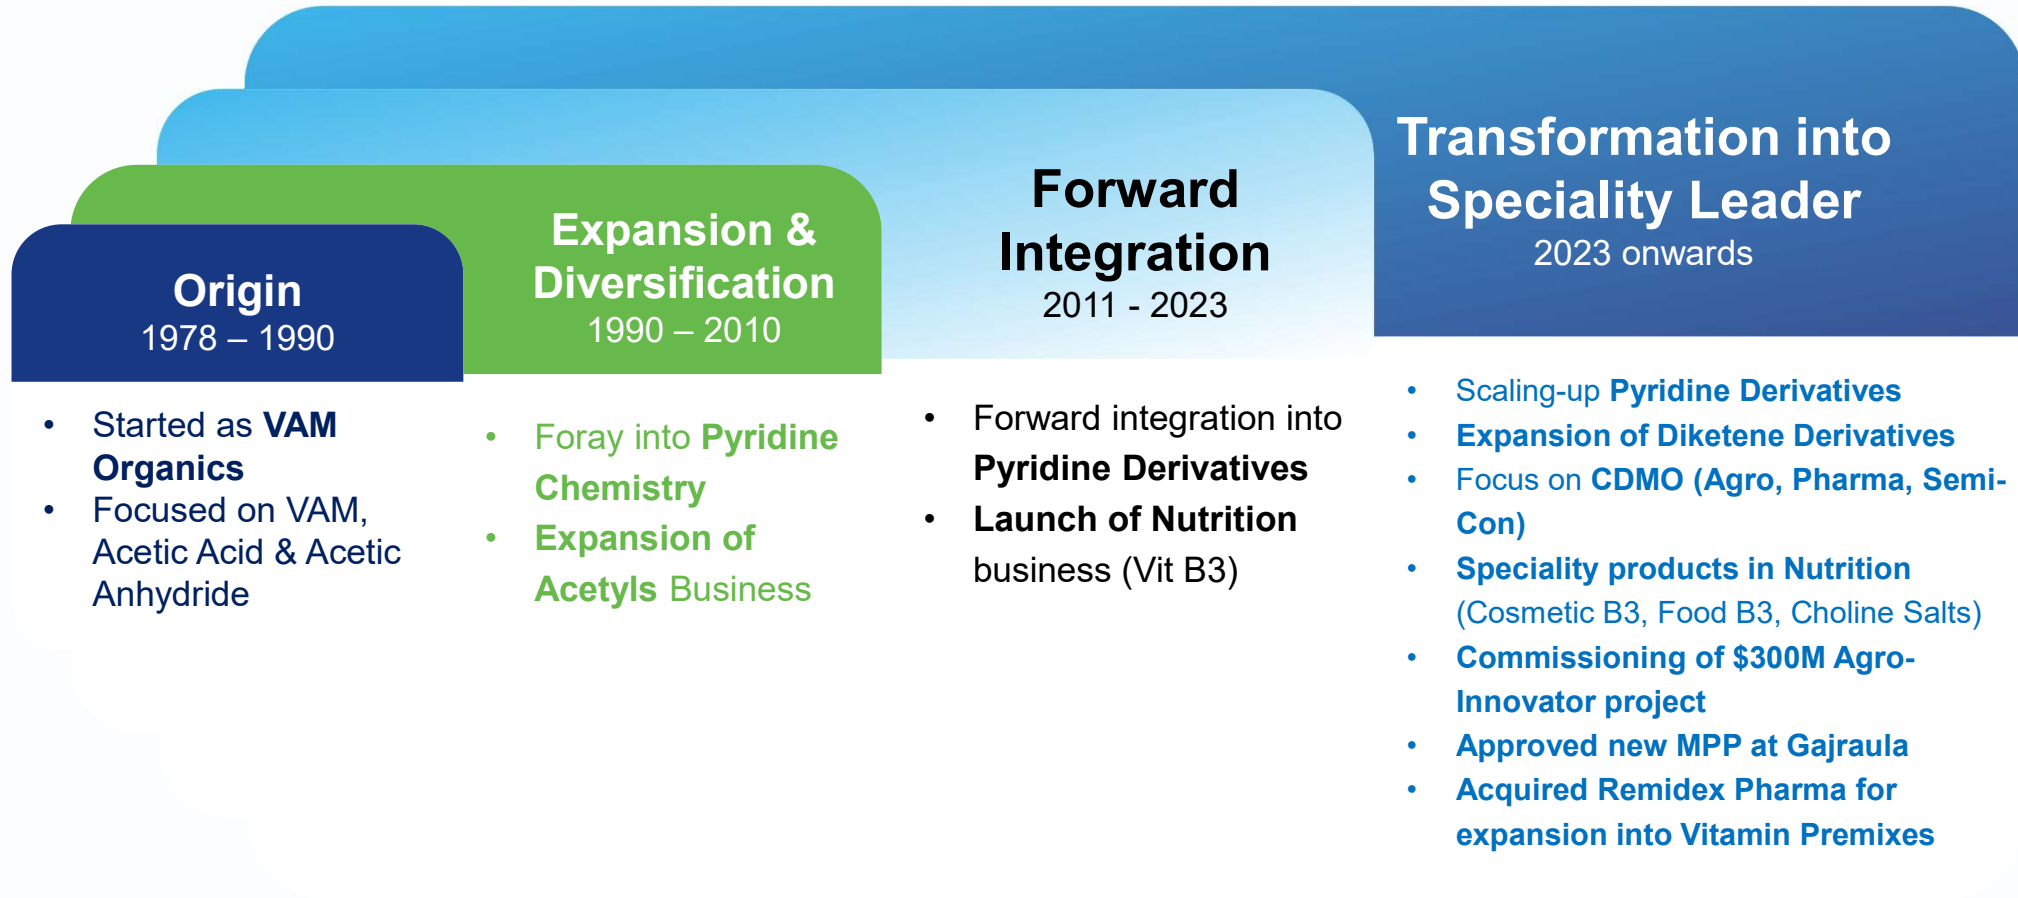 Origin
1978 – 1990
• Started as VAM
Organics
• Focused on VAM,
Acetic Acid & Acetic
Anhydride
Expansion &
Diversification
1990 – 2010
• Foray into Pyridine
Chemistry
• Expansion of
Acetyls Business
Forward
Integration
2011 - 2023
• Forward integration into
Pyridine Derivatives
• Launch of Nutrition
business (Vit B3)
Transformation into
Speciality Leader
2023 onwards
• Scaling-up Pyridine Derivatives
• Expansion of Diketene Derivatives
• Focus on CDMO (Agro, Pharma, Semi-
Con)
• Speciality products in Nutrition
(Cosmetic B3, Food B3, Choline Salts)
• Commissioning of $300M Agro-
Innovator project
• Approved new MPP at Gajraula
• Acquired Remidex Pharma for
expansion into Vitamin Premixes